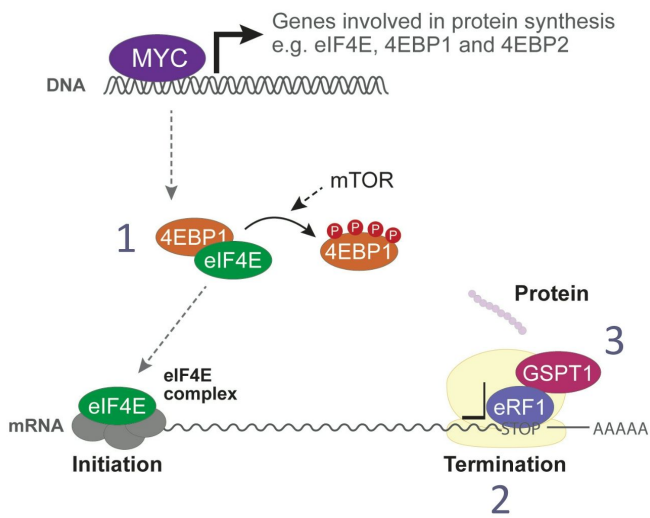 Genes involved in protein synthesis
e.g. eIF4E, 4EBP1 and 4EBP2
MYC
DNA
mTOR
1
4EBP1
eIF4E
P P P P
4EBP1
Protein
3
GSPT1
eIF4E
complex
eIF4E
eRF1
mRNA
STOP
AAAAA
Initiation
Termination
2